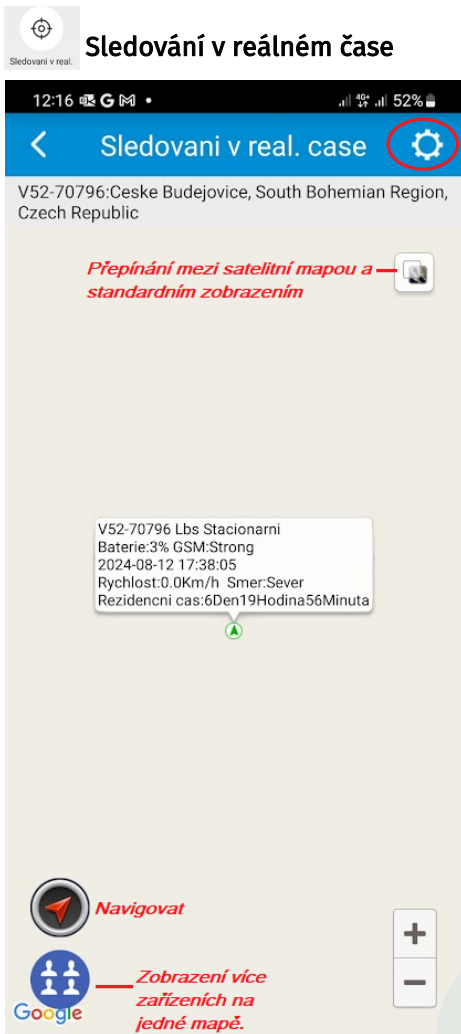 Sledovani v real.
Sledování v reálném čase
12:16 G M •
4G+ 52%
Sledovani v real. case
V52-70796:Ceske Budejovice, South Bohemian Region,
Czech Republic
Přepínání mezi satelitní mapou a
standardním zobrazením
V52-70796 Lbs Stacionarni
Baterie:3% GSM:Strong
2024-08-12 17:38:05
Rychlost:0.0Km/h Smer:Sever
Rezidencni cas:6Den19Hodina56Minuta
Navigovat
Zobrazení více
zařízeních na
jedné mapě.
+
−
Google